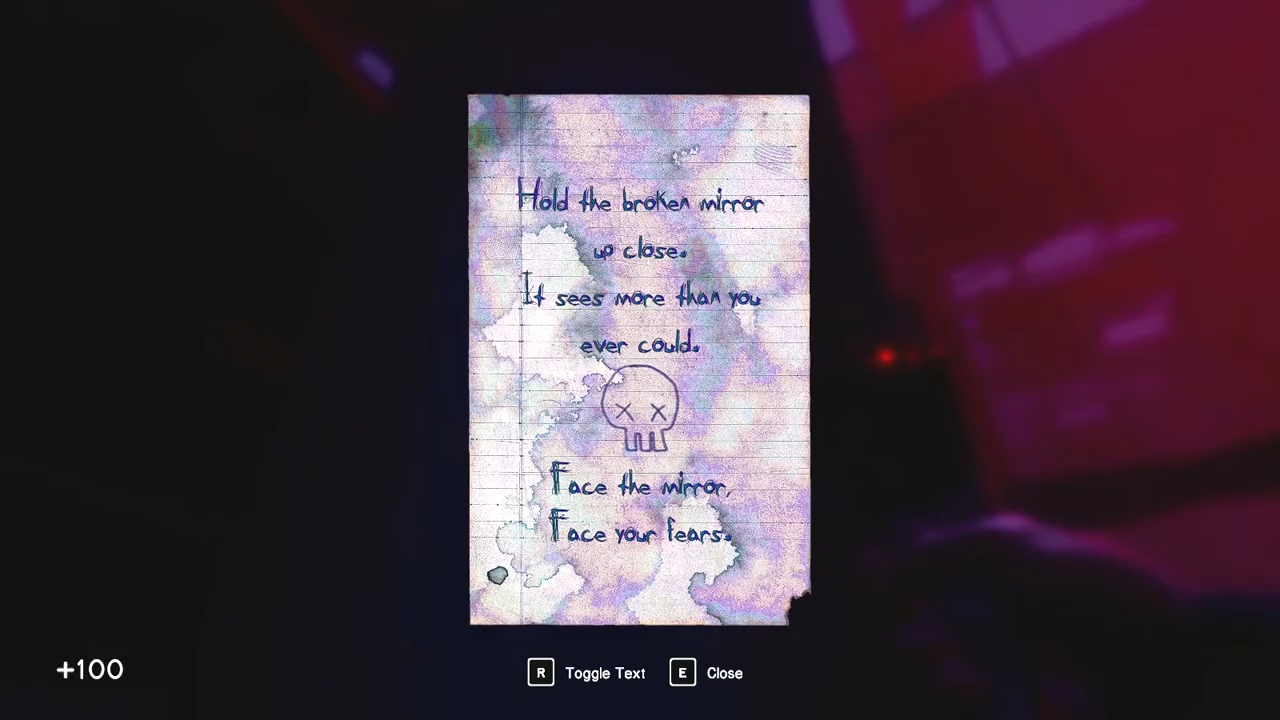 Hold the broken mirror
up close.
It sees more than you
ever could.
Face the mirror,
Face your fears.
+100
R Toggle Text E Close